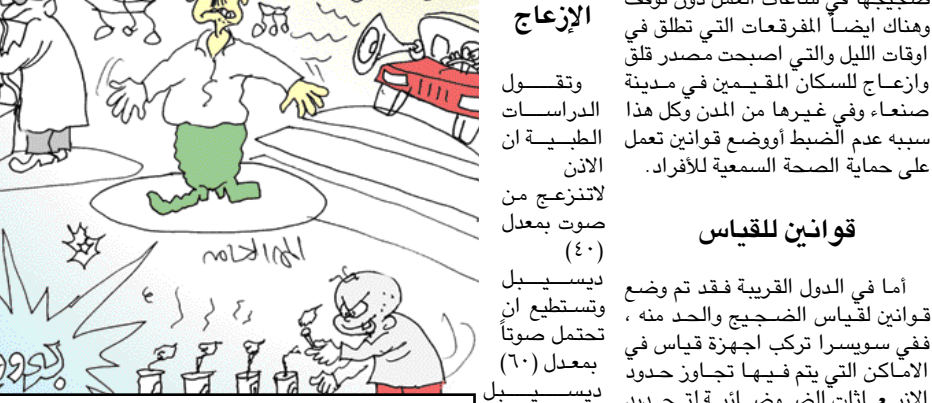 ضجيجها في ساعات العمل دون توقف
وهناك ايضاً المفرقعات التي تطلق في
اوقات الليل والتي اصبحت مصدر قلق
وازعاج للسكان المقيمين في مدينة
صنعاء وفي غيرها من المدن وكل هذا
سببه عدم الضبط أووضع قوانين تعمل
على حماية الصحة السمعية للأفراد.
قوانين للقياس
أما في الدول القريبة فقد تم وضع
قوانين لقياس الضجيج والحد منه ،
ففي سويسرا تركب اجهزة قياس في
الاماكن التي يتم فيها تجاوز حدود
الإزعاج
وتقول
الدراسات
الطبية ان
الاذن
لاتنزعج من
صوت بمعدل
(٤٠)
ديسيبل
وتستطيع ان
تحتمل صوتاً
بمعدل (٦٠)
ديسيبل